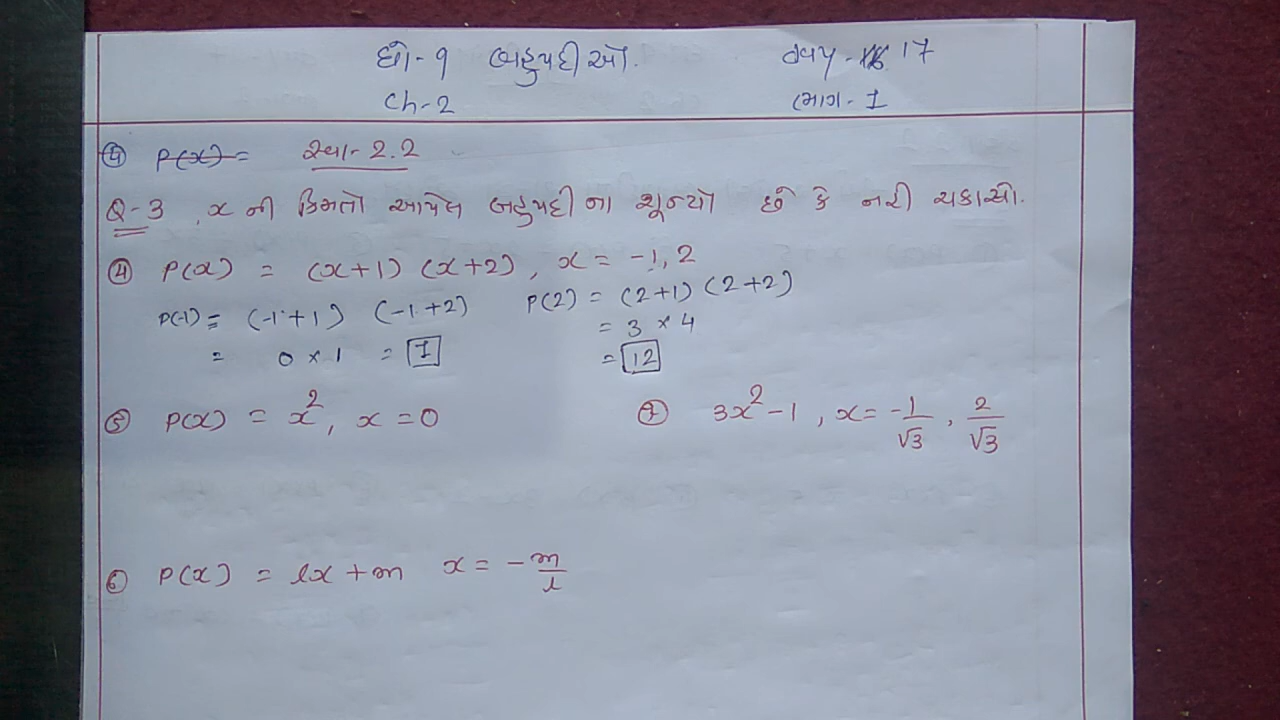 ધો-૧ બહુપદીઓ. વય-16 17
Ch-2 ભાગ-1
④ P(x) = સ્વા-2.2
Q-3 x ની કિંમતો આપેલ બહુપદી ના શૂન્યો છે કે નહી ચકાસો.
④ P(x) = (x+1) (x+2), x = -1, 2
P(-1) = (-1+1) (-1+2) P(2) = (2+1) (2+2)
= 0 × 1 = 1 = 3 × 4
= 12
⑤ P(x) = x², x = 0 ⑦ 3x² - 1, x = -1/√3, 2/√3
⑥ P(x) = lx + m x = -m/l